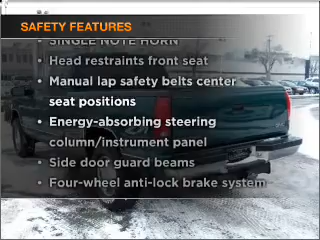 SAFETY FEATURES
• SINGLE NOTE HORN
• Head restraints front seat
• Manual lap safety belts center
seat positions
• Energy-absorbing steering
column/instrument panel
• Side door guard beams
• Four-wheel anti-lock brake system